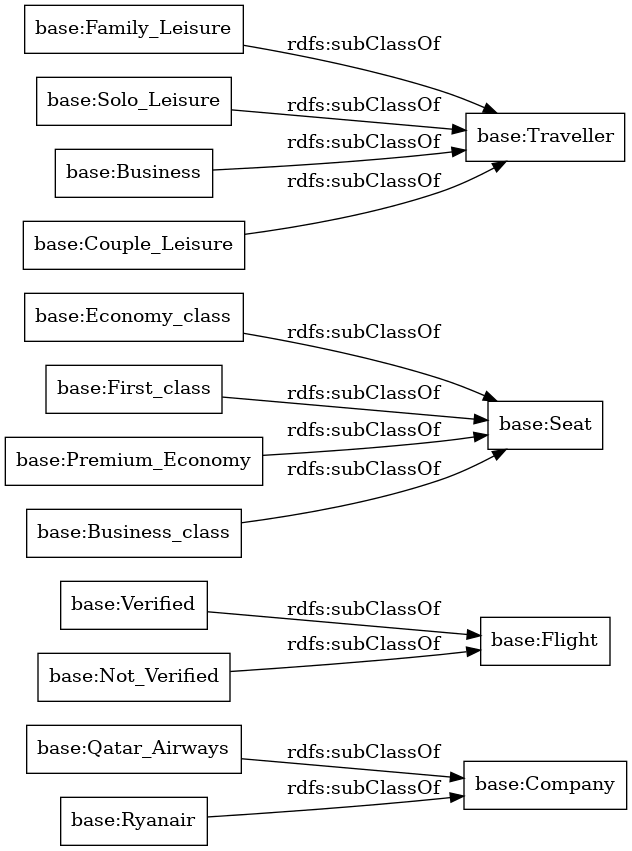 base:Family_Leisure
rdfs:subClassOf
base:Solo_Leisure
rdfs:subClassOf
base:Traveller
base:Business
rdfs:subClassOf
rdfs:subClassOf
base:Couple_Leisure
base:Economy_class
rdfs:subClassOf
base:First_class
rdfs:subClassOf
base:Seat
base:Premium_Economy
rdfs:subClassOf
rdfs:subClassOf
base:Business_class
base:Verified
rdfs:subClassOf
base:Flight
base:Not_Verified
rdfs:subClassOf
base:Qatar_Airways
rdfs:subClassOf
base:Company
base:Ryanair
rdfs:subClassOf